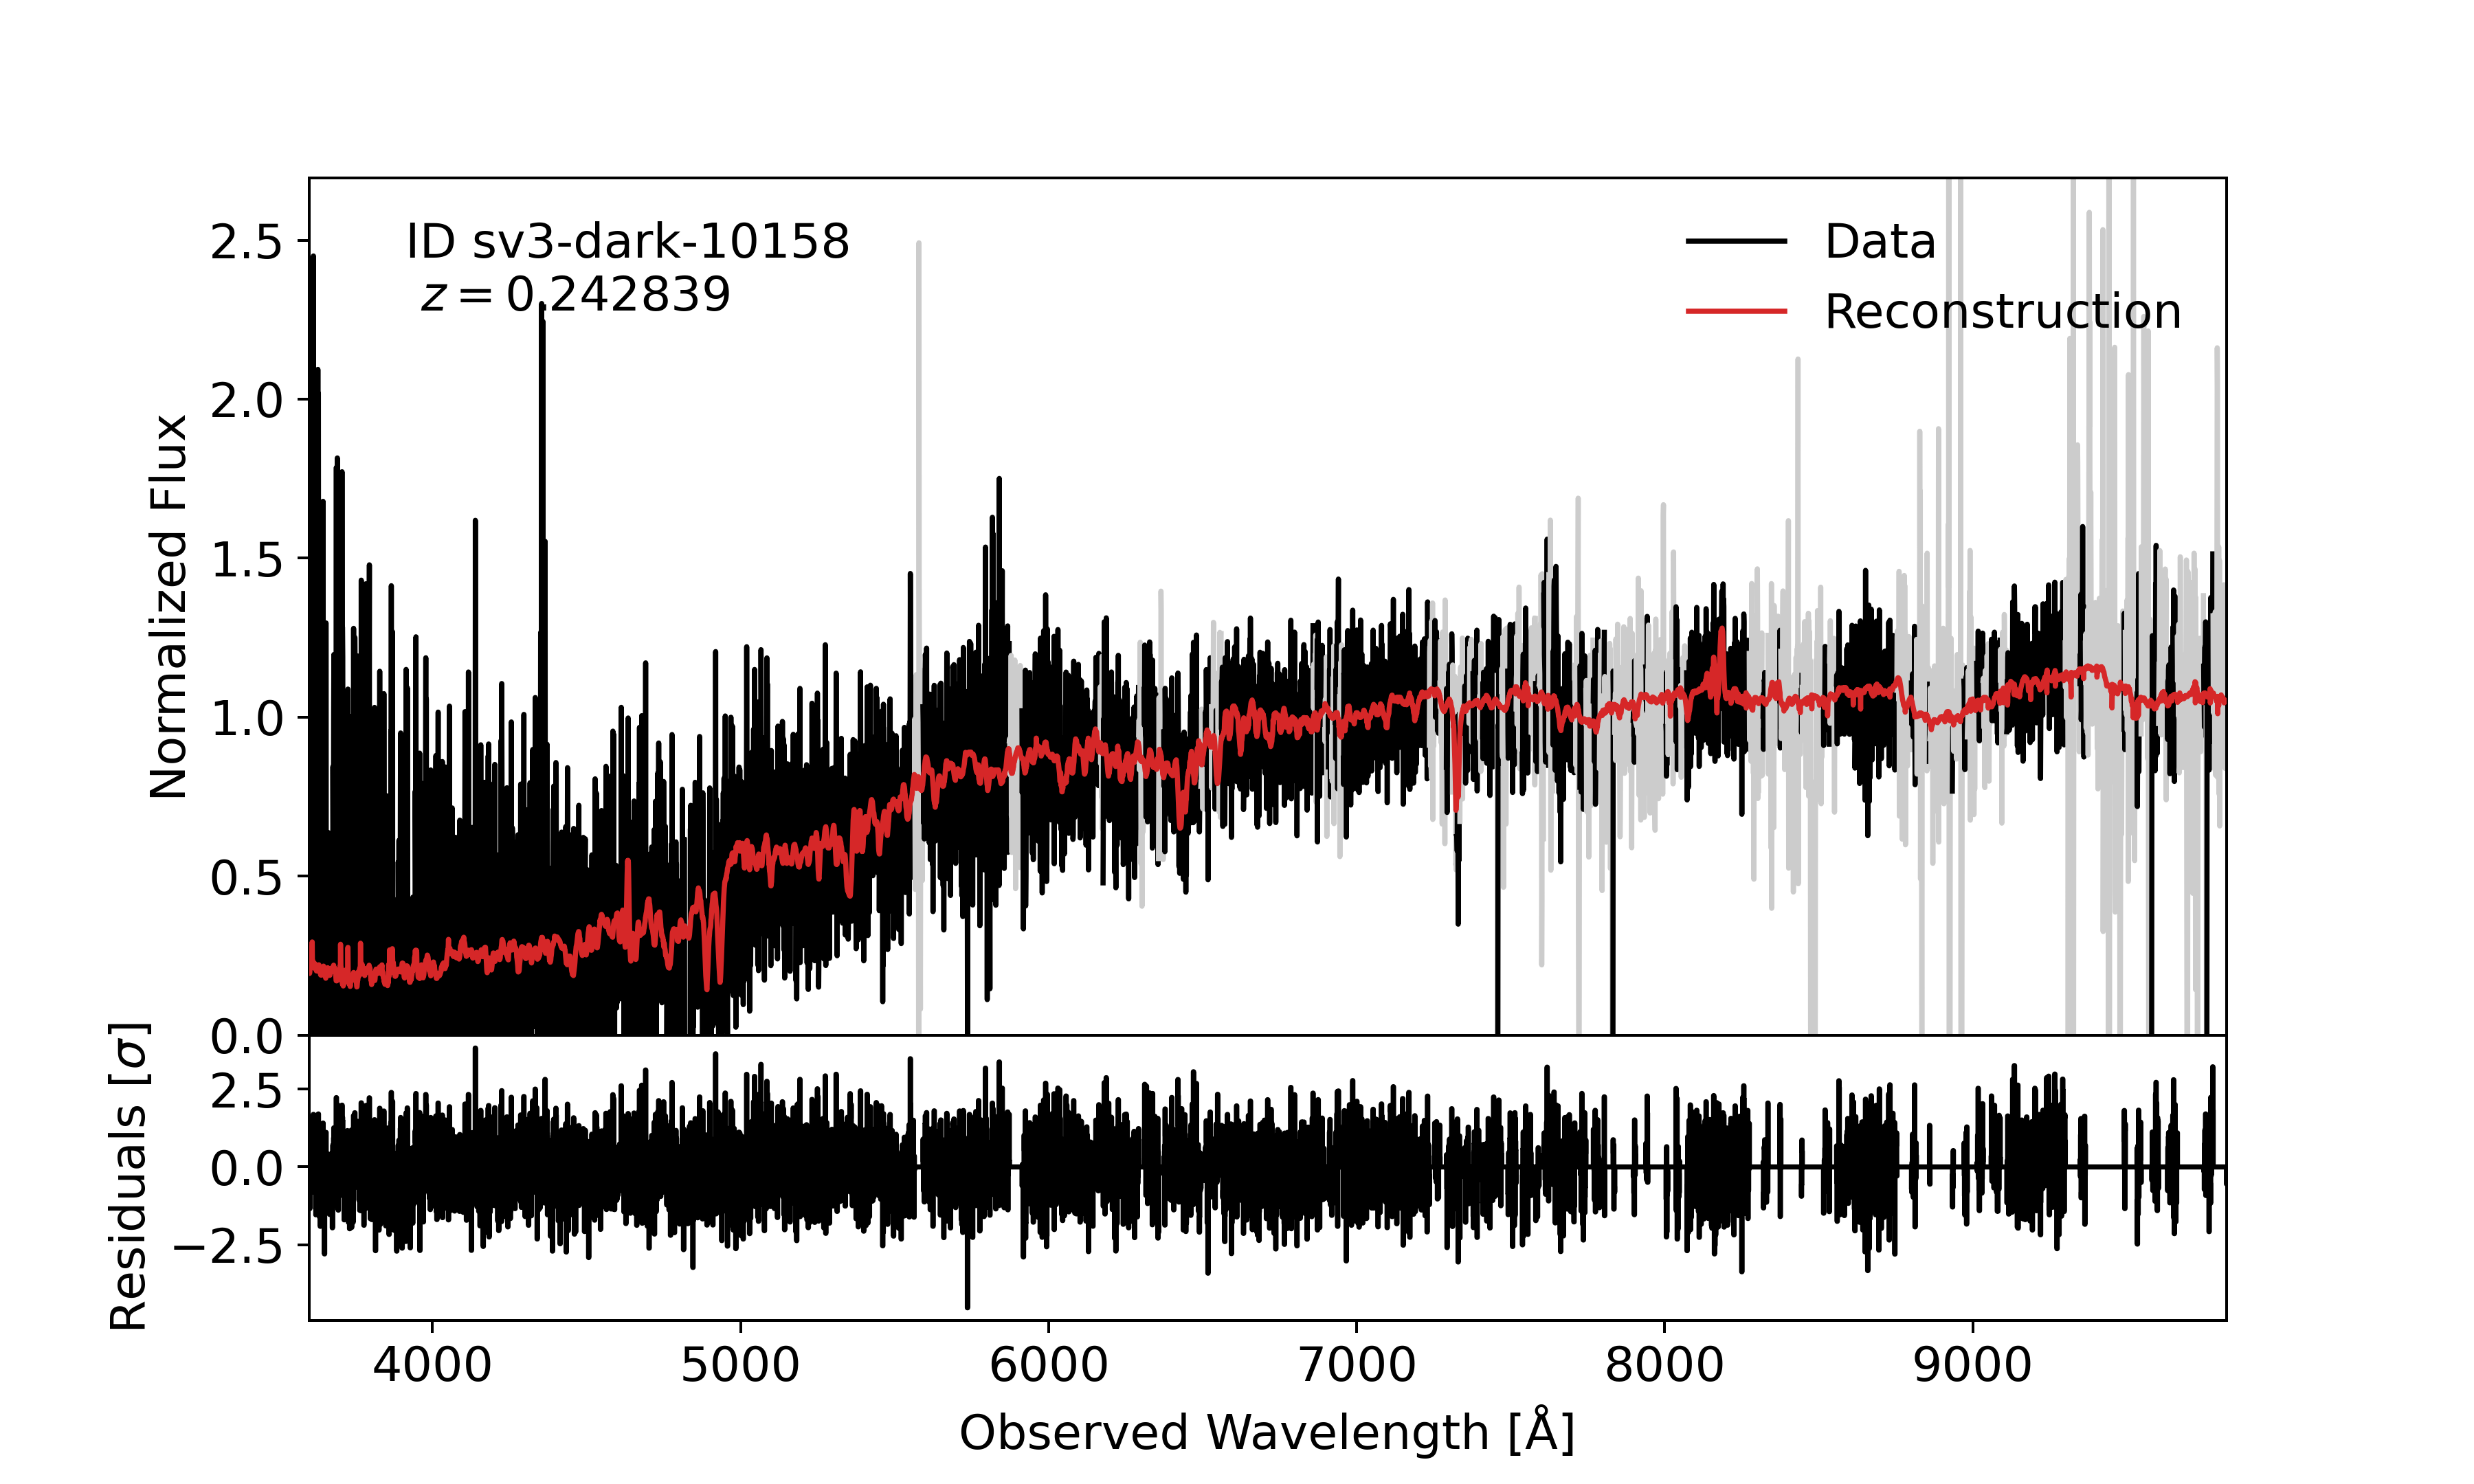 ID sv3-dark-10158
z = 0.242839
Data
Reconstruction
Normalized Flux
2.5
2.0
1.5
1.0
0.5
0.0
Residuals [σ]
2.5
0.0
−2.5
4000 5000 6000 7000 8000 9000
Observed Wavelength [Å]